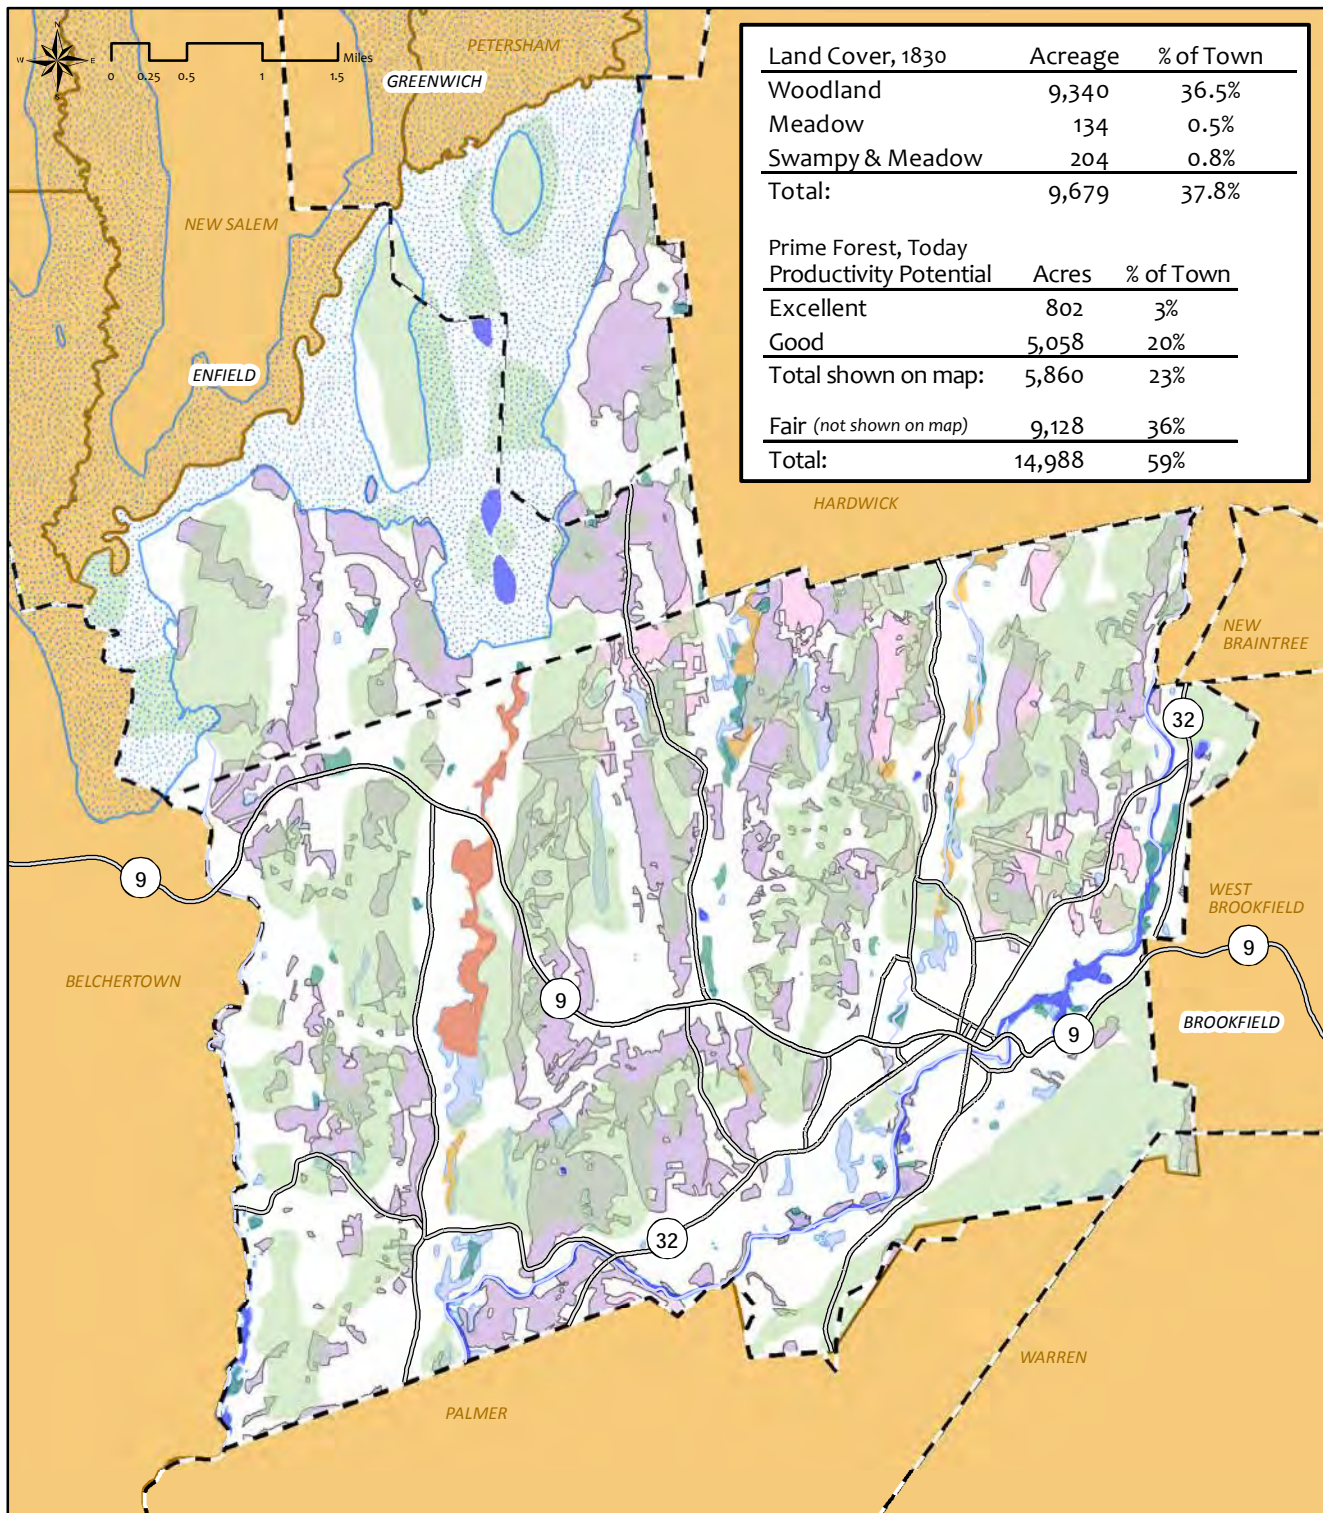 N
W E
S
0 0.25 0.5 1 1.5
Miles
PETERSHAM
GREENWICH
NEW SALEM
ENFIELD
Land Cover, 1830 Acreage % of Town
Woodland 9,340 36.5%
Meadow 134 0.5%
Swampy & Meadow 204 0.8%
Total: 9,679 37.8%
Prime Forest, Today
Productivity Potential Acres % of Town
Excellent 802 3%
Good 5,058 20%
Total shown on map: 5,860 23%
Fair (not shown on map) 9,128 36%
Total: 14,988 59%
HARDWICK
NEW
BRAINTREE
32
9
WEST
BROOKFIELD
9
BELCHERTOWN
9
9
BROOKFIELD
32
WARREN
PALMER